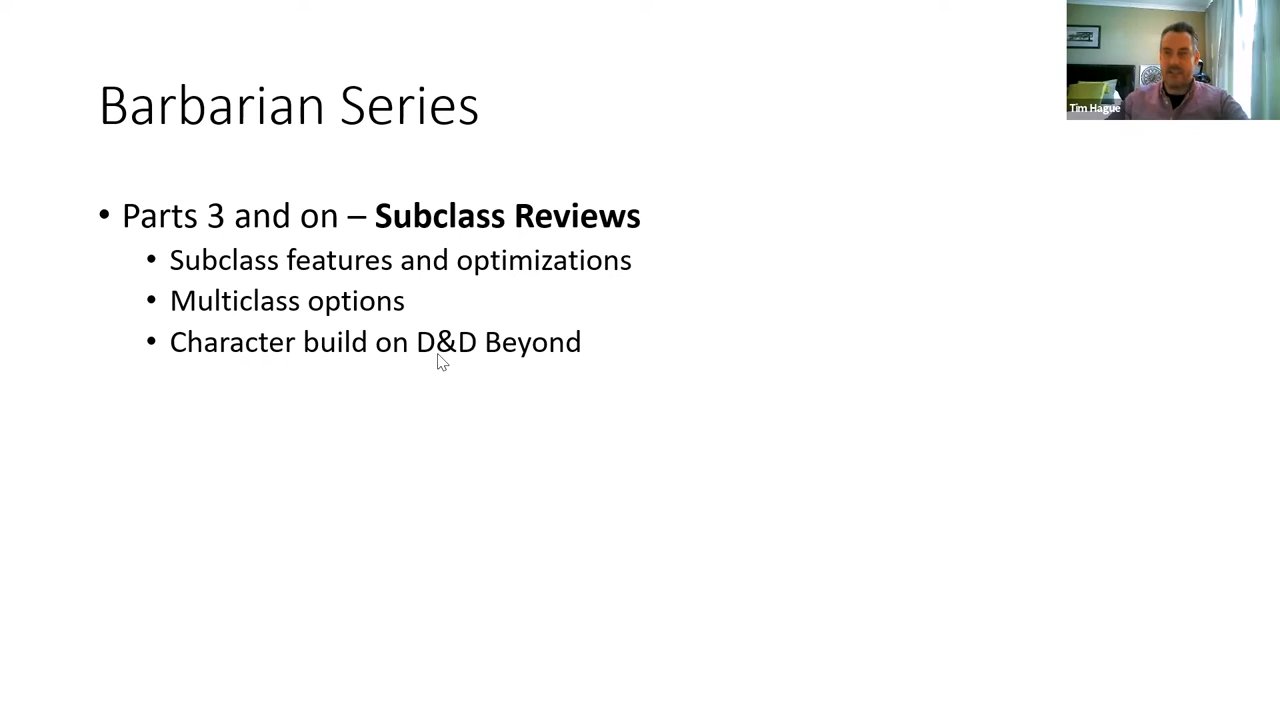 Tim Hague
Barbarian Series
• Parts 3 and on – Subclass Reviews
• Subclass features and optimizations
• Multiclass options
• Character build on D&D Beyond